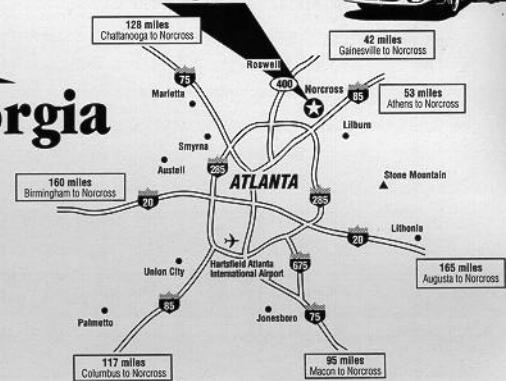 128 miles
Chattanooga to Norcross
42 miles
Gainesville to Norcross
Roswell
400
75
Norcross
85
53 miles
Athens to Norcross
Marietta
rgia
Lilburn
Smyrna
285
Austell
ATLANTA
Stone Mountain
160 miles
Birmingham to Norcross
20
285
Lithonia
20
Hartsfield Atlanta
International Airport
Union City
675
165 miles
Augusta to Norcross
85
Palmetto
Jonesboro
75
117 miles
Columbus to Norcross
95 miles
Macon to Norcross